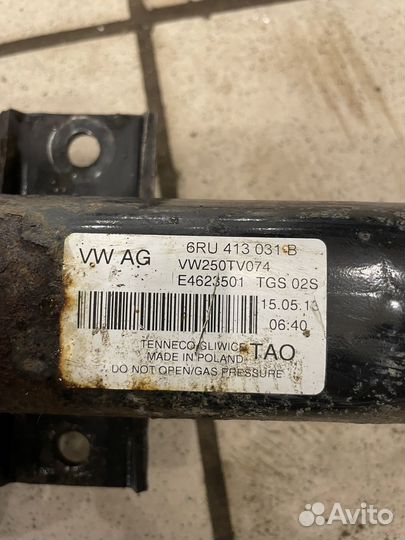 VW AG
6RU 413 031 B
VW250TV074
E4623501 TGS 02S
15.05.13
06:40
TENNECO GLIWICE
MADE IN POLAND
TAO
DO NOT OPEN/GAS PRESSURE
Avito